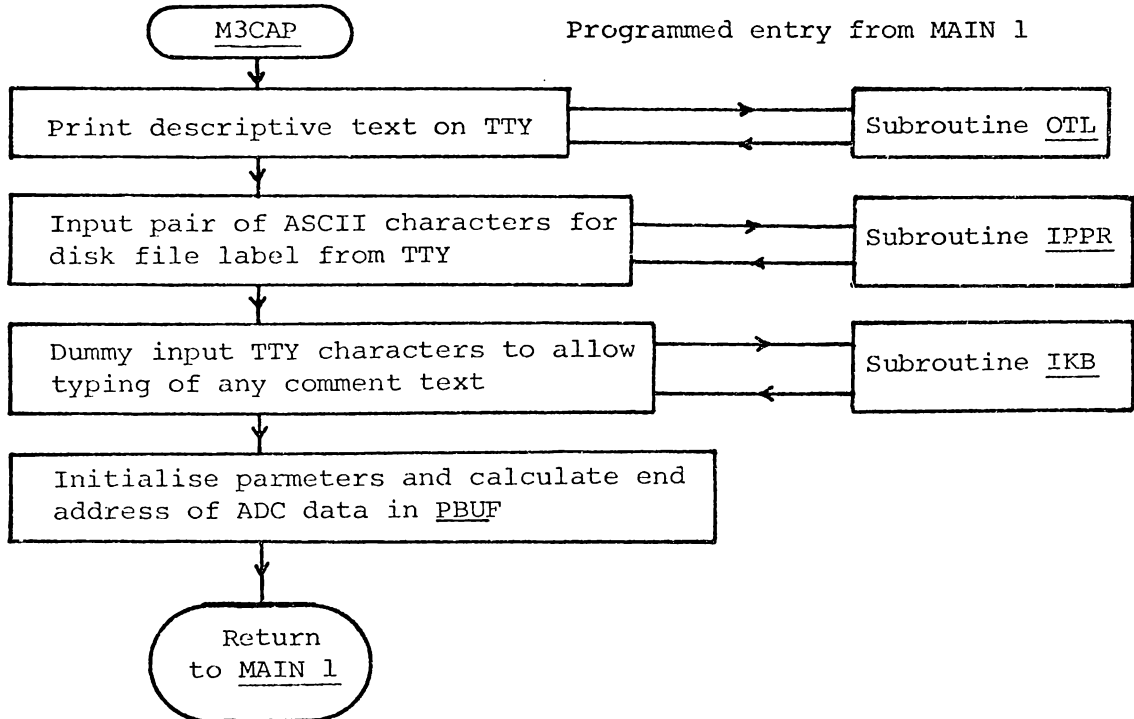 M3CAP
Programmed entry from MAIN 1
Print descriptive text on TTY
Subroutine OTL
Input pair of ASCII characters for
disk file label from TTY
Subroutine IPPR
Dummy input TTY characters to allow
typing of any comment text
Subroutine IKB
Initialise parmeters and calculate end
address of ADC data in PBUF
Return
to MAIN 1